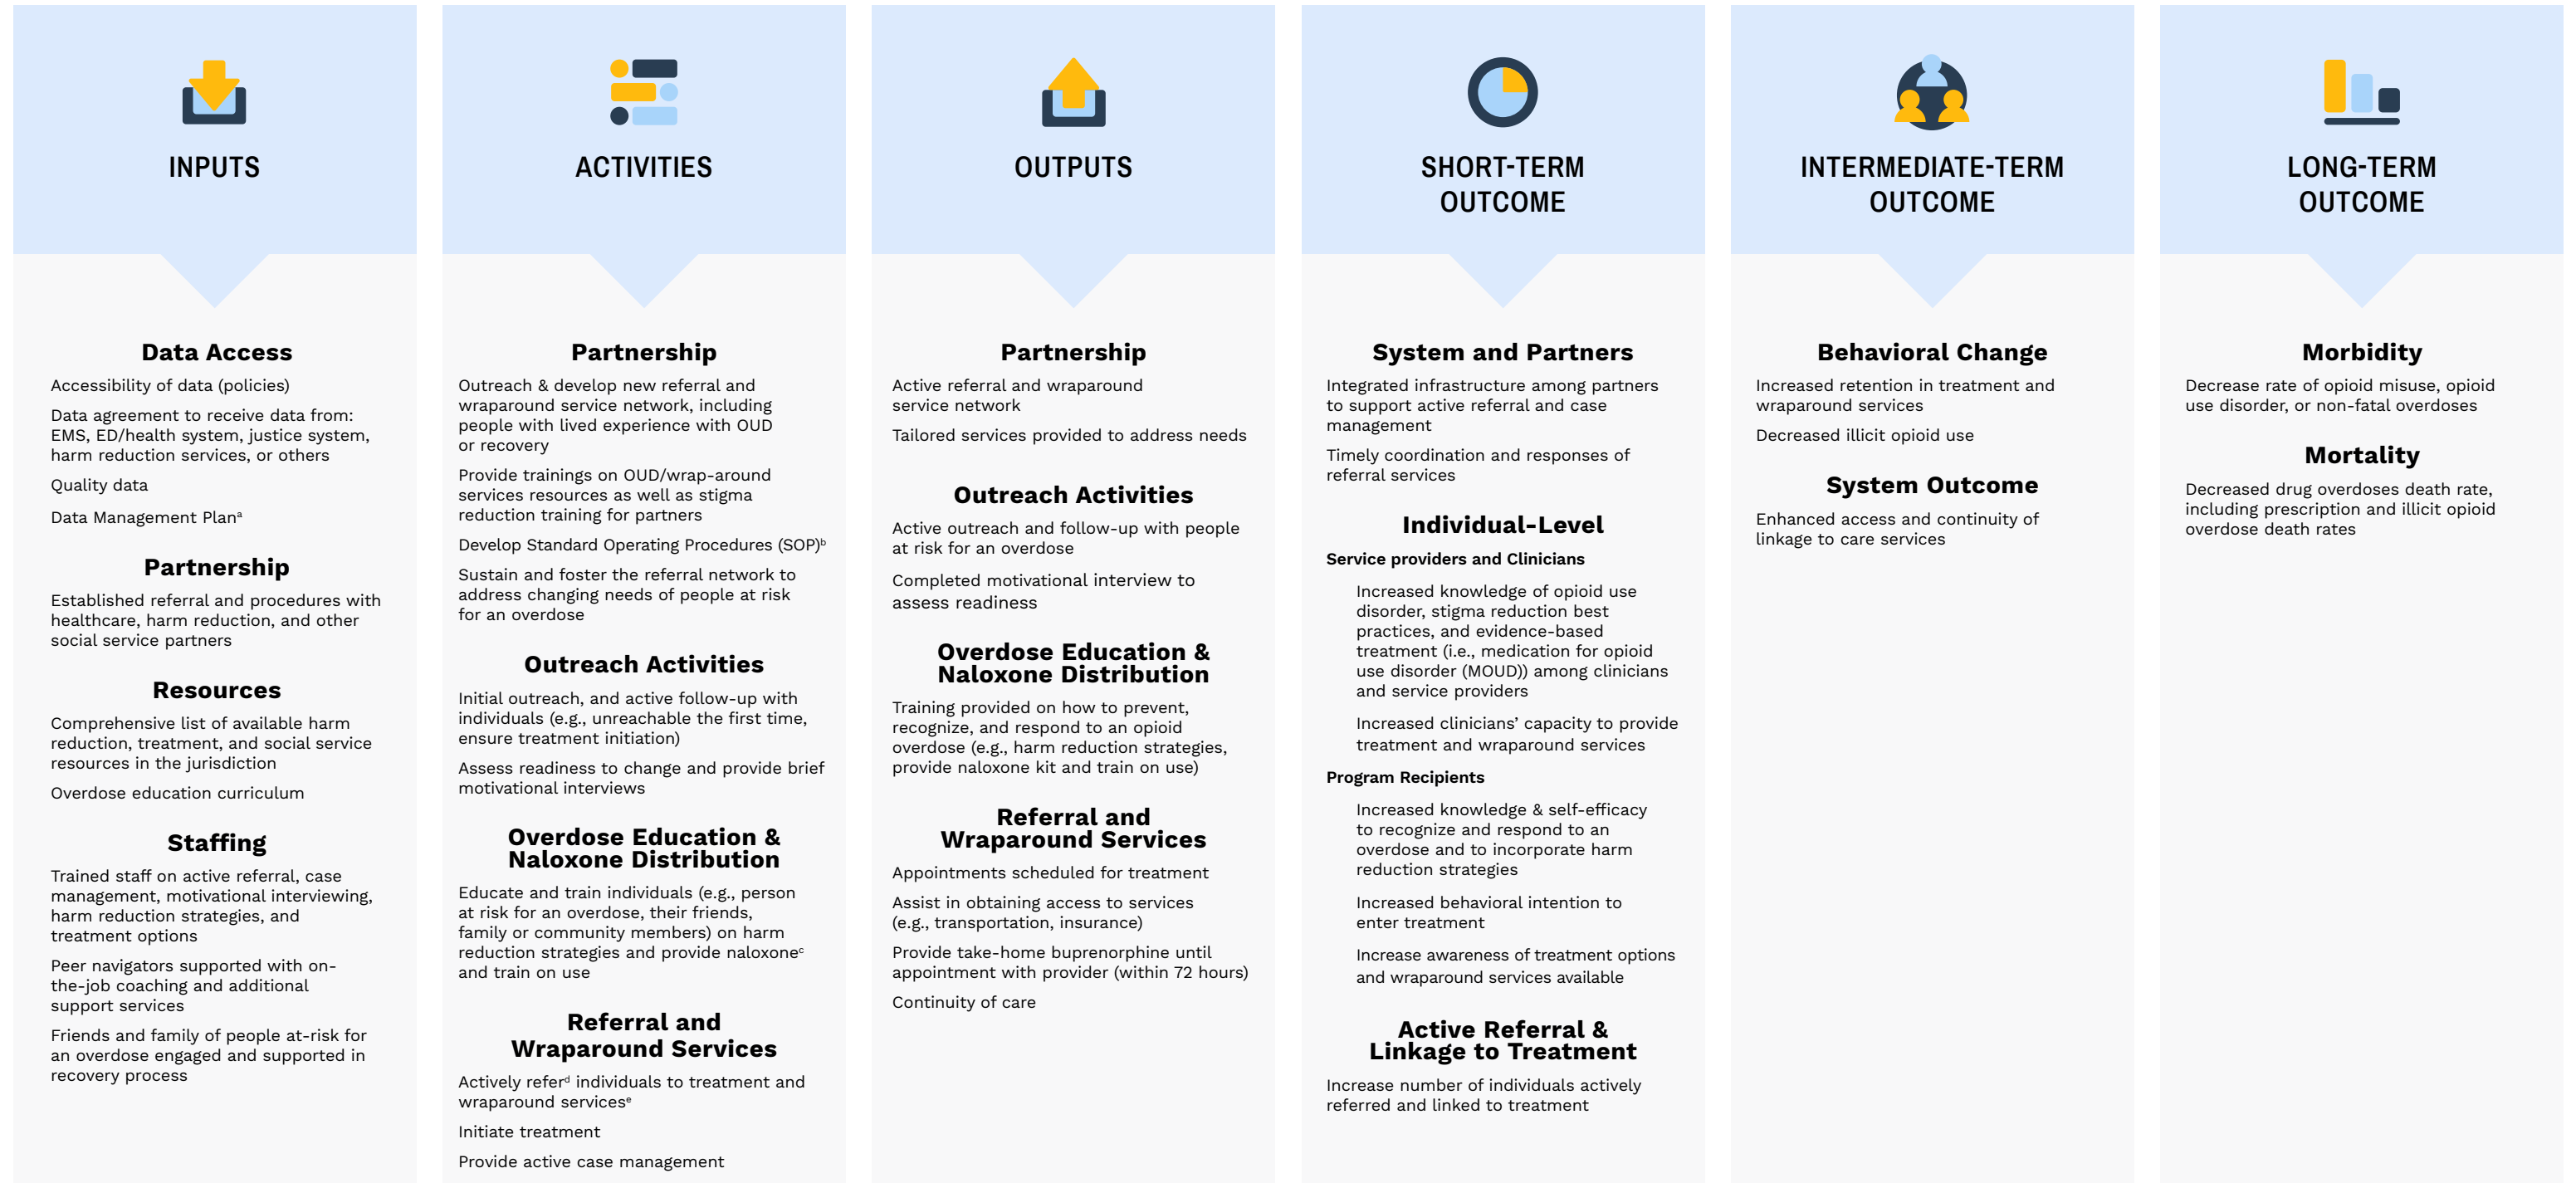 INPUTS
Data Access
Accessibility of data (policies)
Data agreement to receive data from:
EMS, ED/health system, justice system,
harm reduction services, or others
Quality data
Data Management Planᵃ
Partnership
Established referral and procedures with
healthcare, harm reduction, and other
social service partners
Resources
Comprehensive list of available harm
reduction, treatment, and social service
resources in the jurisdiction
Overdose education curriculum
Staffing
Trained staff on active referral, case
management, motivational interviewing,
harm reduction strategies, and
treatment options
Peer navigators supported with on-
the-job coaching and additional
support services
Friends and family of people at-risk for
an overdose engaged and supported in
recovery process
ACTIVITIES
Partnership
Outreach & develop new referral and
wraparound service network, including
people with lived experience with OUD
or recovery
Provide trainings on OUD/wrap-around
services resources as well as stigma
reduction training for partners
Develop Standard Operating Procedures (SOP)ᵇ
Sustain and foster the referral network to
address changing needs of people at risk
for an overdose
Outreach Activities
Initial outreach, and active follow-up with
individuals (e.g., unreachable the first time,
ensure treatment initiation)
Assess readiness to change and provide brief
motivational interviews
Overdose Education &
Naloxone Distribution
Educate and train individuals (e.g., person
at risk for an overdose, their friends,
family or community members) on harm
reduction strategies and provide naloxoneᶜ
and train on use
Referral and
Wraparound Services
Actively referᵈ individuals to treatment and
wraparound servicesᵉ
Initiate treatment
Provide active case management
OUTPUTS
Partnership
Active referral and wraparound
service network
Tailored services provided to address needs
Outreach Activities
Active outreach and follow-up with people
at risk for an overdose
Completed motivational interview to
assess readiness
Overdose Education &
Naloxone Distribution
Training provided on how to prevent,
recognize, and respond to an opioid
overdose (e.g., harm reduction strategies,
provide naloxone kit and train on use)
Referral and
Wraparound Services
Appointments scheduled for treatment
Assist in obtaining access to services
(e.g., transportation, insurance)
Provide take-home buprenorphine until
appointment with provider (within 72 hours)
Continuity of care
SHORT-TERM
OUTCOME
System and Partners
Integrated infrastructure among partners
to support active referral and case
management
Timely coordination and responses of
referral services
Individual-Level
Service providers and Clinicians
Increased knowledge of opioid use
disorder, stigma reduction best
practices, and evidence-based
treatment (i.e., medication for opioid
use disorder (MOUD)) among clinicians
and service providers
Increased clinicians’ capacity to provide
treatment and wraparound services
Program Recipients
Increased knowledge & self-efficacy
to recognize and respond to an
overdose and to incorporate harm
reduction strategies
Increased behavioral intention to
enter treatment
Increase awareness of treatment options
and wraparound services available
Active Referral &
Linkage to Treatment
Increase number of individuals actively
referred and linked to treatment
INTERMEDIATE-TERM
OUTCOME
Behavioral Change
Increased retention in treatment and
wraparound services
Decreased illicit opioid use
System Outcome
Enhanced access and continuity of
linkage to care services
LONG-TERM
OUTCOME
Morbidity
Decrease rate of opioid misuse, opioid
use disorder, or non-fatal overdoses
Mortality
Decreased drug overdoses death rate,
including prescription and illicit opioid
overdose death rates